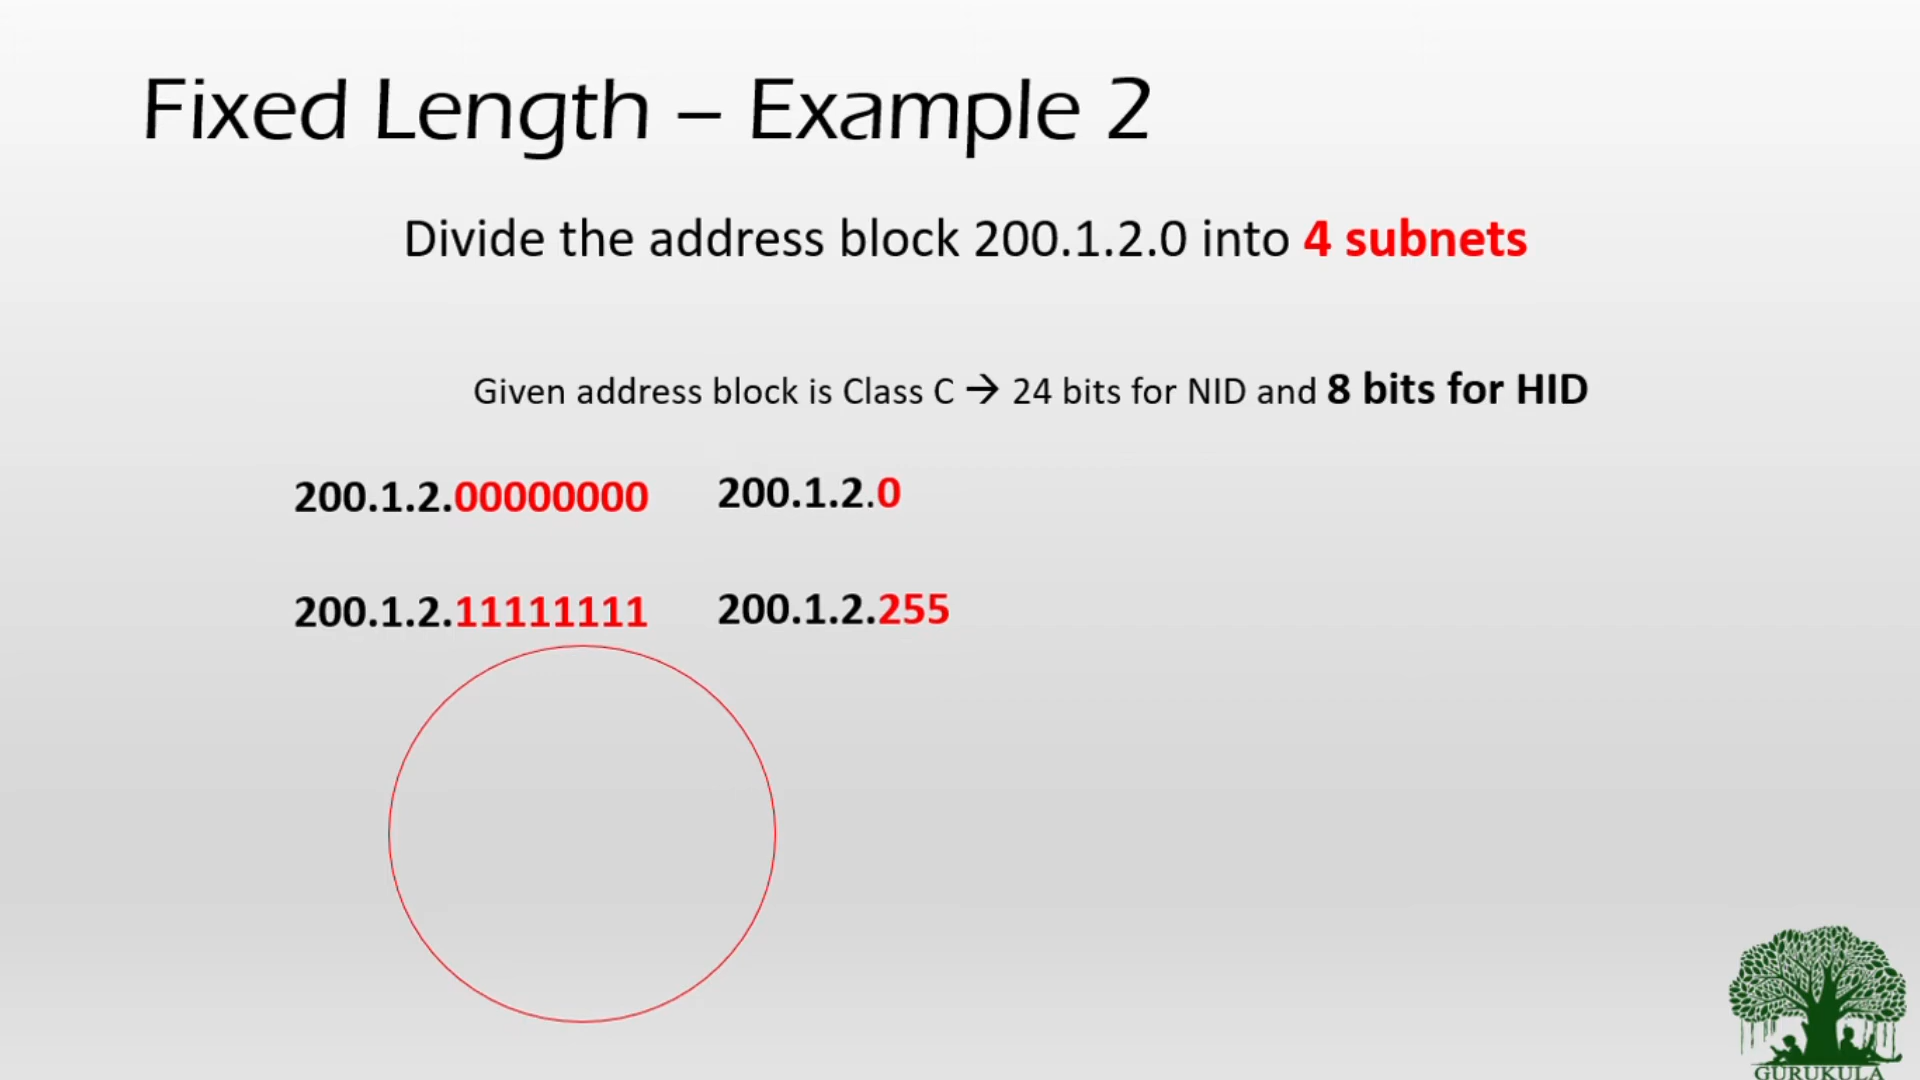 Fixed Length – Example 2
Divide the address block 200.1.2.0 into 4 subnets
Given address block is Class C → 24 bits for NID and 8 bits for HID
200.1.2.00000000 200.1.2.0
200.1.2.11111111 200.1.2.255
GURUKULA